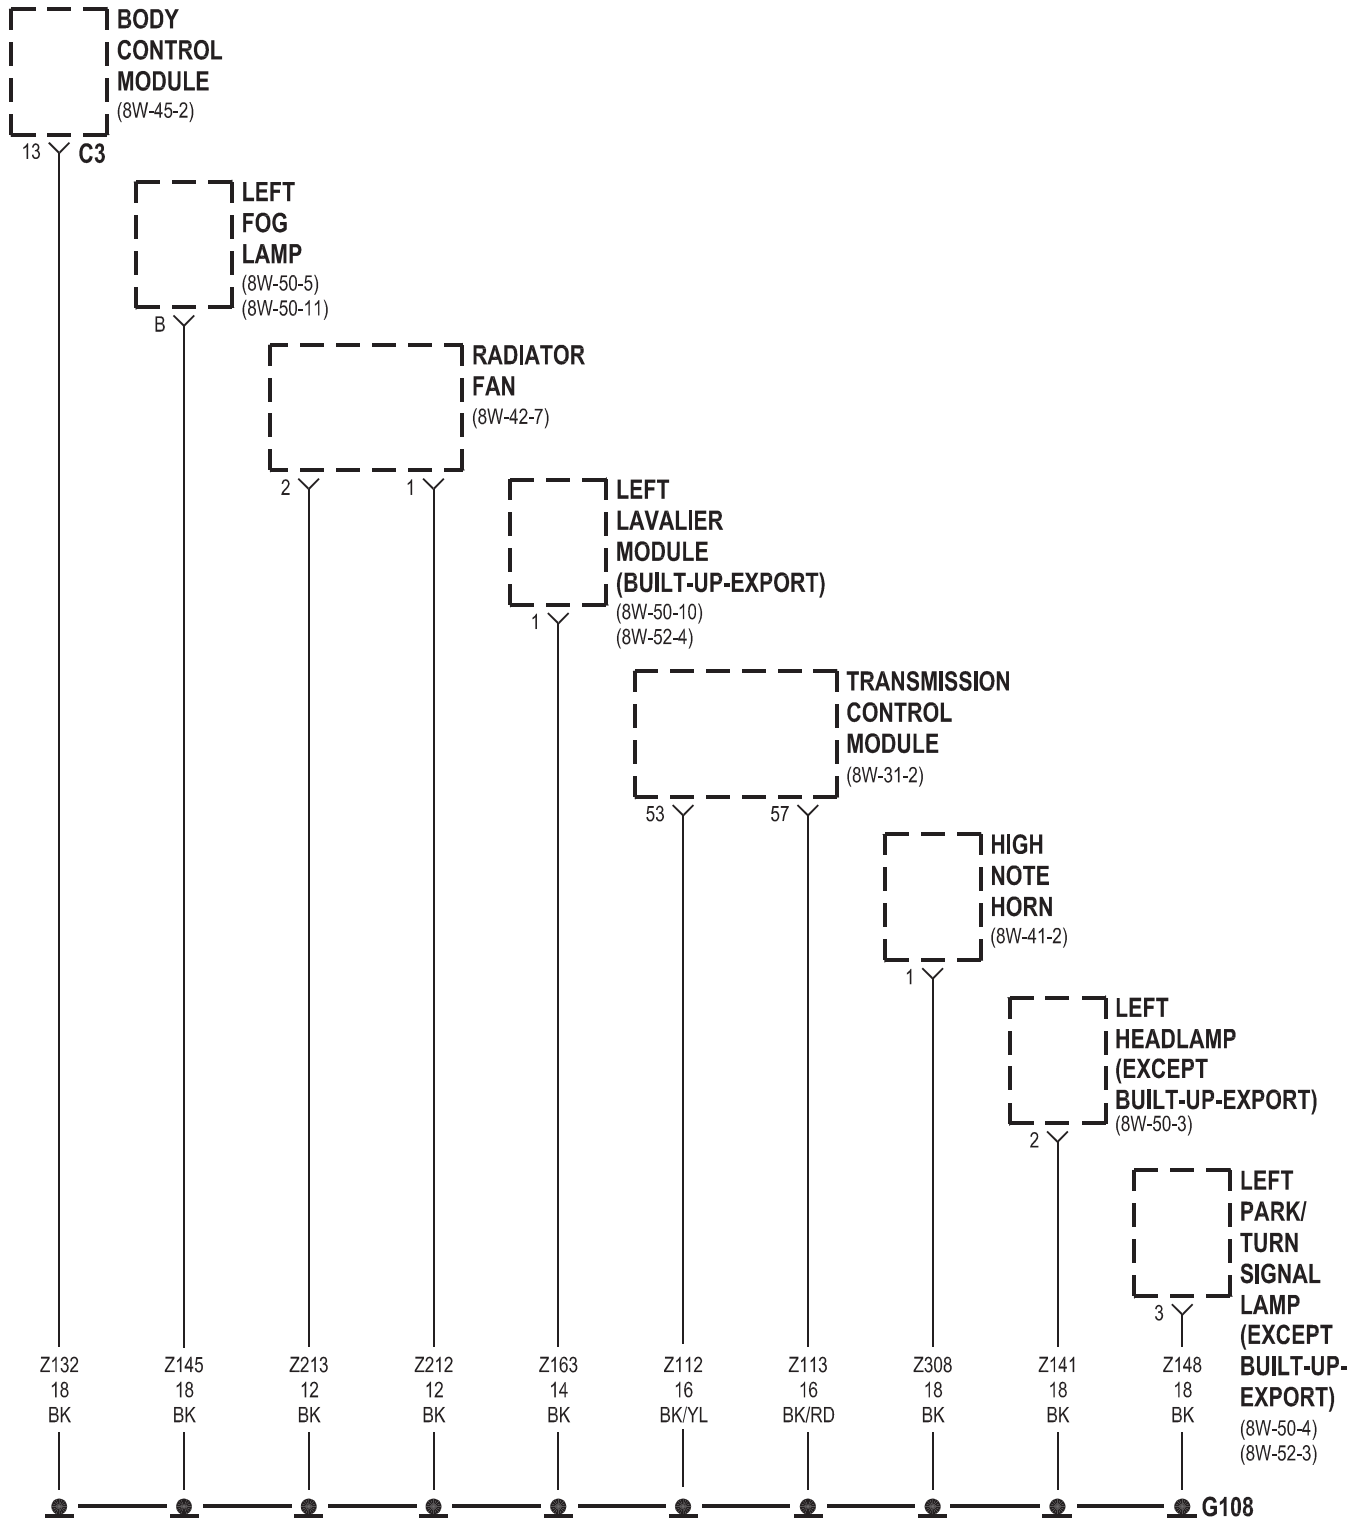 BODY
CONTROL
MODULE
(8W-45-2)
13 C3
LEFT
FOG
LAMP
(8W-50-5)
(8W-50-11)
B
RADIATOR
FAN
(8W-42-7)
2 1
LEFT
LAVALIER
MODULE
(BUILT-UP-EXPORT)
(8W-50-10)
(8W-52-4)
1
TRANSMISSION
CONTROL
MODULE
(8W-31-2)
53 57
HIGH
NOTE
HORN
(8W-41-2)
1
LEFT
HEADLAMP
(EXCEPT
BUILT-UP-EXPORT)
(8W-50-3)
2
LEFT
PARK/
TURN
SIGNAL
LAMP
(EXCEPT
BUILT-UP-
EXPORT)
(8W-50-4)
(8W-52-3)
3
Z132 Z145 Z213 Z212 Z163 Z112 Z113 Z308 Z141 Z148
18 18 12 12 14 16 16 18 18 18
BK BK BK BK BK BK/YL BK/RD BK BK BK
G108